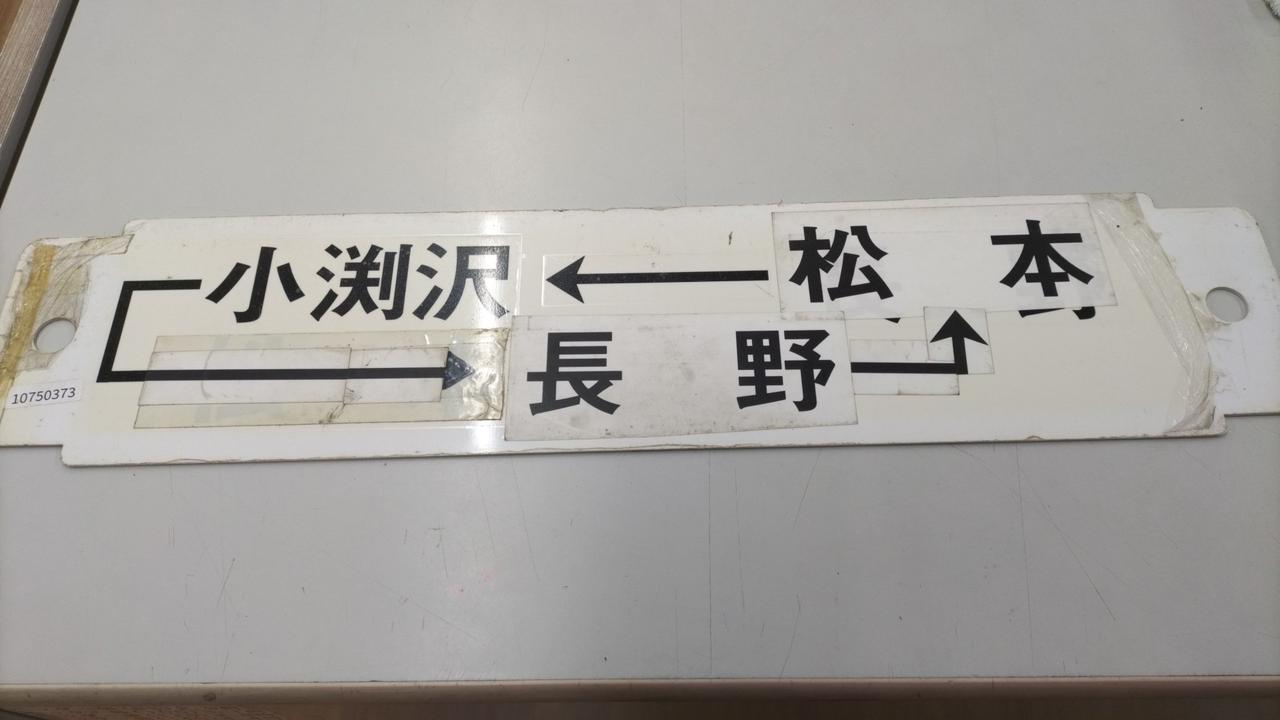 小渕沢 ← 松本
→ 長野 ↑
10750373